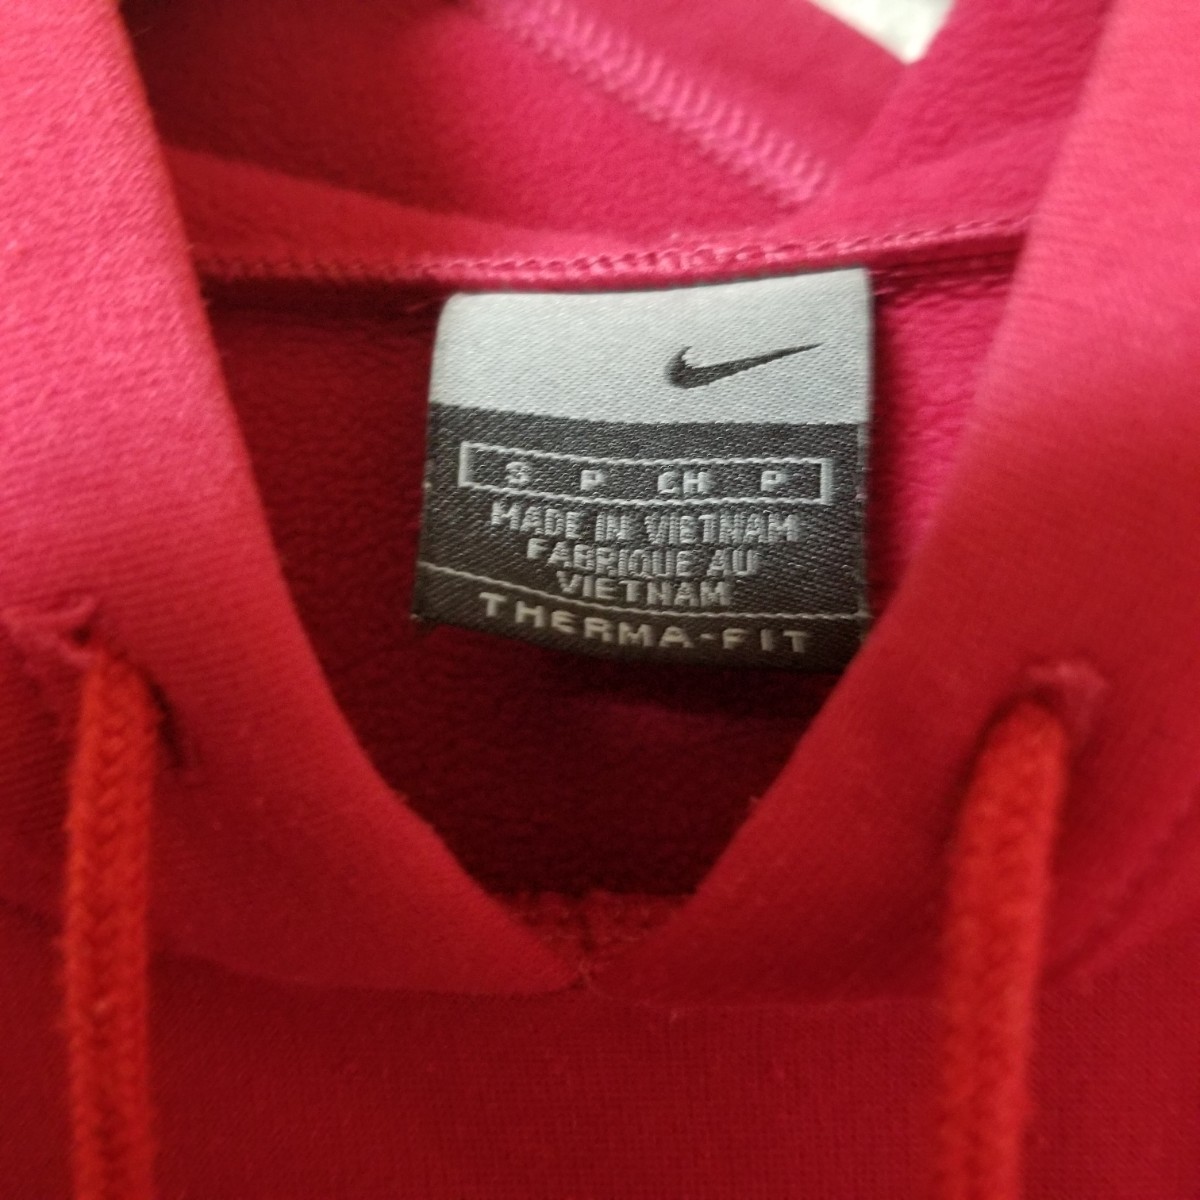 S P CH P
MADE IN VIETNAM
FABRIQUE AU
VIETNAM
THERMA-FIT